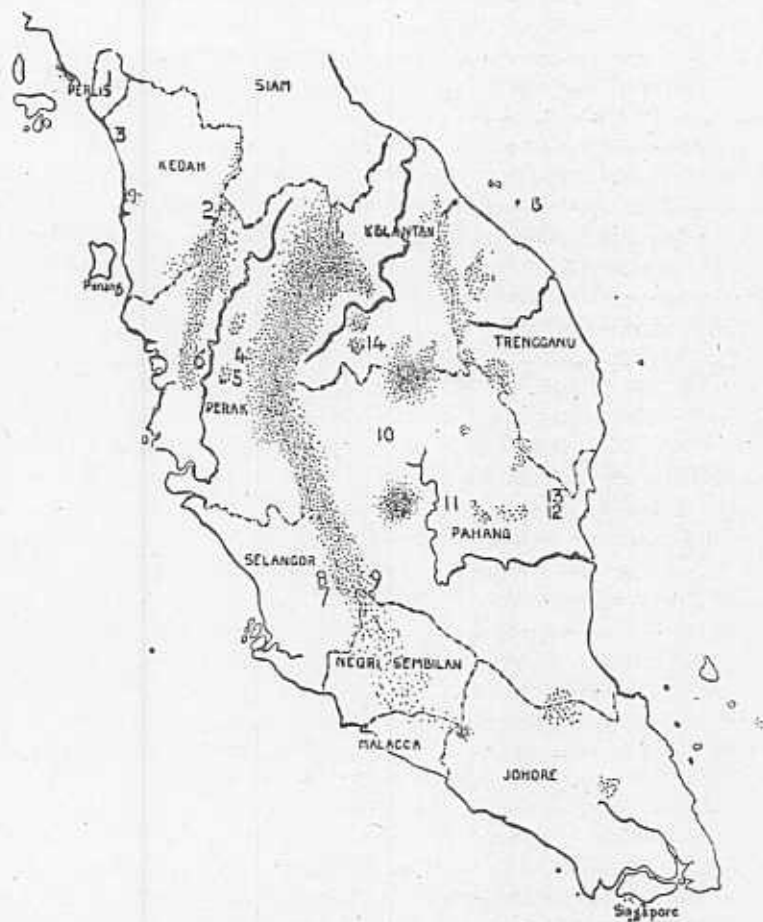 SIAM
PERLIS
1
3
KEDAH
2
KELANTAN
B
Penang
TRENGGANU
14
6
4
5
PERAK
10
11
13
12
PAHANG
SELANGOR
8
9
7
NEGRI SEMBILAN
MALACCA
JOHORE
Singapore